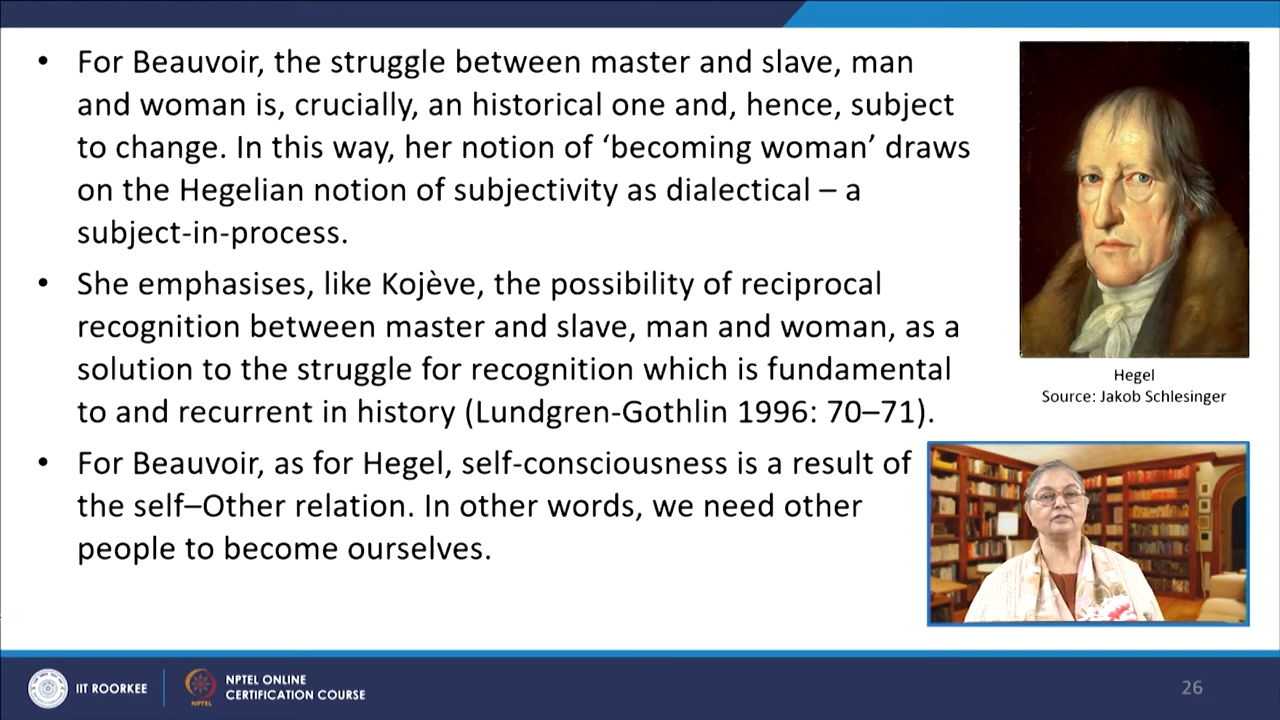 • For Beauvoir, the struggle between master and slave, man
and woman is, crucially, an historical one and, hence, subject
to change. In this way, her notion of ‘becoming woman’ draws
on the Hegelian notion of subjectivity as dialectical – a
subject-in-process.
• She emphasises, like Kojève, the possibility of reciprocal
recognition between master and slave, man and woman, as a
solution to the struggle for recognition which is fundamental
to and recurrent in history (Lundgren-Gothlin 1996: 70–71).
• For Beauvoir, as for Hegel, self-consciousness is a result of
the self–Other relation. In other words, we need other
people to become ourselves.
Hegel
Source: Jakob Schlesinger
IIT ROORKEE
NPTEL
NPTEL ONLINE
CERTIFICATION COURSE
26